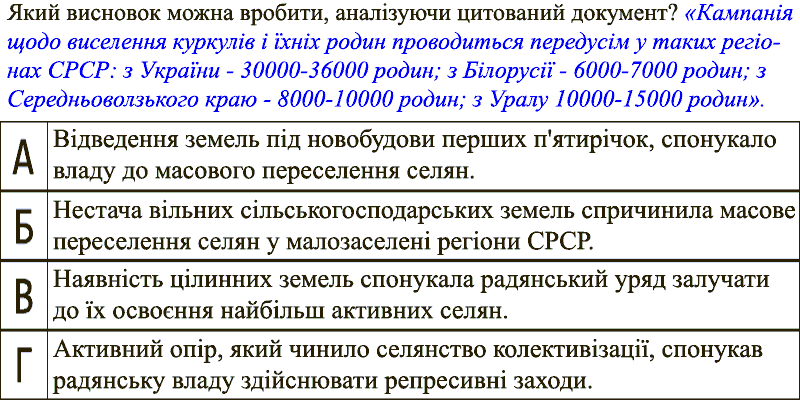 Який висновок можна вробити, аналізуючи цитований документ? «Кампанія
щодо виселення куркулів і їхніх родин проводиться передусім у таких регіо-
нах СРСР: з України - 30000-36000 родин; з Білорусії - 6000-7000 родин; з
Середньоволзького краю - 8000-10000 родин; з Уралу 10000-15000 родин».
А Відведення земель під новобудови перших п'ятирічок, спонукало
владу до масового переселення селян.
Б Нестача вільних сільськогосподарських земель спричинила масове
переселення селян у малозаселені регіони СРСР.
В Наявність цілинних земель спонукала радянський уряд залучати
до їх освоєння найбільш активних селян.
Г Активний опір, який чинило селянство колективізації, спонукав
радянську владу здійснювати репресивні заходи.